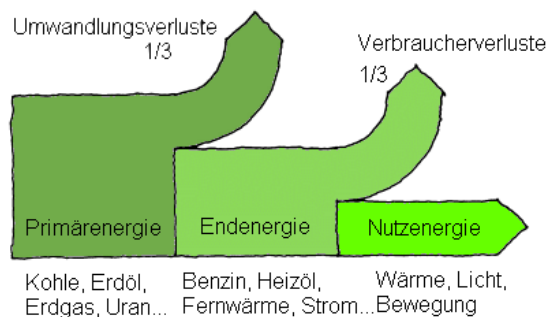 Umwandlungsverluste
1/3
Verbraucherverluste
1/3
Primärenergie
Endenergie
Nutzenergie
Kohle, Erdöl,
Erdgas, Uran...
Benzin, Heizöl,
Fernwärme, Strom...
Wärme, Licht,
Bewegung